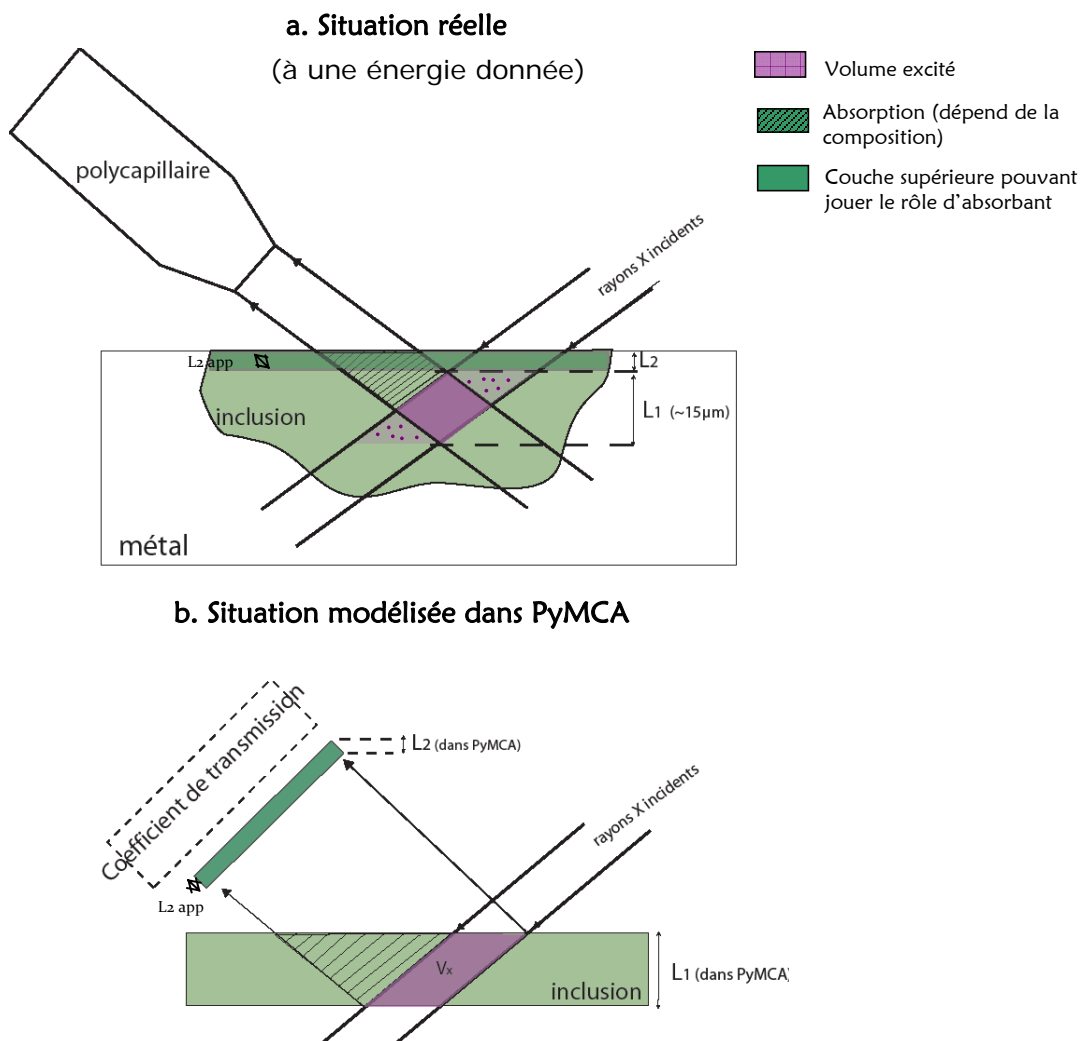 a. Situation réelle
(à une énergie donnée)
Volume excité
Absorption (dépend de la
composition)
Couche supérieure pouvant
jouer le rôle d'absorbant
polycapillaire
rayons X incidents
L2 app
L2
inclusion
L1 (~15µm)
métal
b. Situation modélisée dans PyMCA
Coefficient de transmission
L2 (dans PyMCA)
rayons X incidents
L2 app
Vx
L1 (dans PyMCA)
inclusion